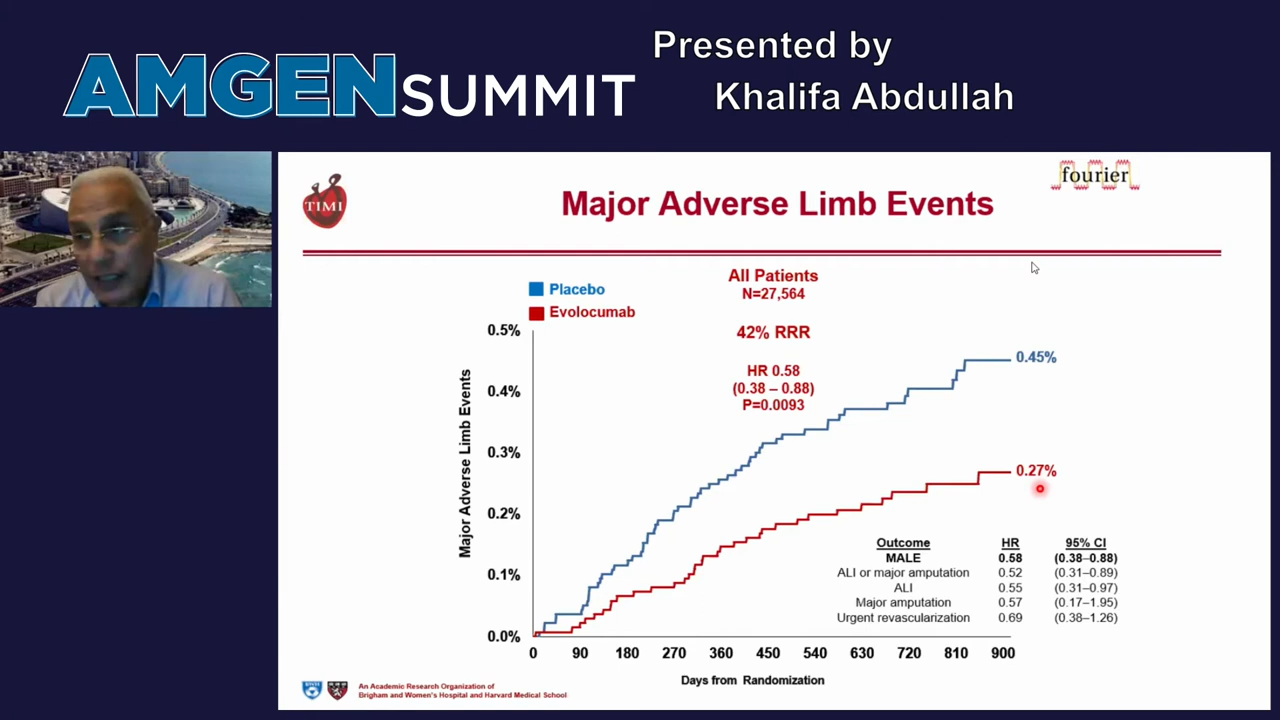 AMGEN SUMMIT
Presented by
Khalifa Abdullah
TIMI
fourier
Major Adverse Limb Events
Placebo
Evolocumab
All Patients
N=27,564
42% RRR
HR 0.58
(0.38 – 0.88)
P=0.0093
Major Adverse Limb Events
0.5%
0.4%
0.3%
0.2%
0.1%
0.0%
0.45%
0.27%
Outcome HR 95% CI
MALE 0.58 (0.38–0.88)
ALI or major amputation 0.52 (0.31–0.89)
ALI 0.55 (0.31–0.97)
Major amputation 0.57 (0.17–1.95)
Urgent revascularization 0.69 (0.38–1.26)
0 90 180 270 360 450 540 630 720 810 900
Days from Randomization
An Academic Research Organization of
Brigham and Women's Hospital and Harvard Medical School